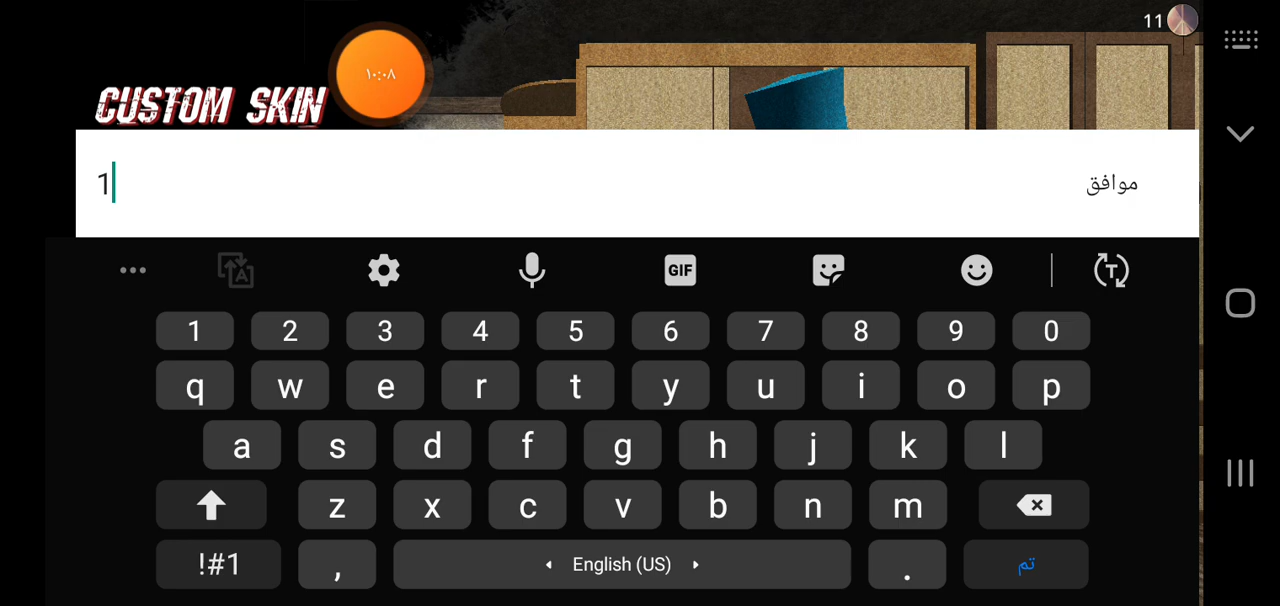 11
١٠:٠٨
CUSTOM SKIN
1 موافق
GIF T
1 2 3 4 5 6 7 8 9 0
q w e r t y u i o p
a s d f g h j k l
z x c v b n m
!#1 , English (US) . تم